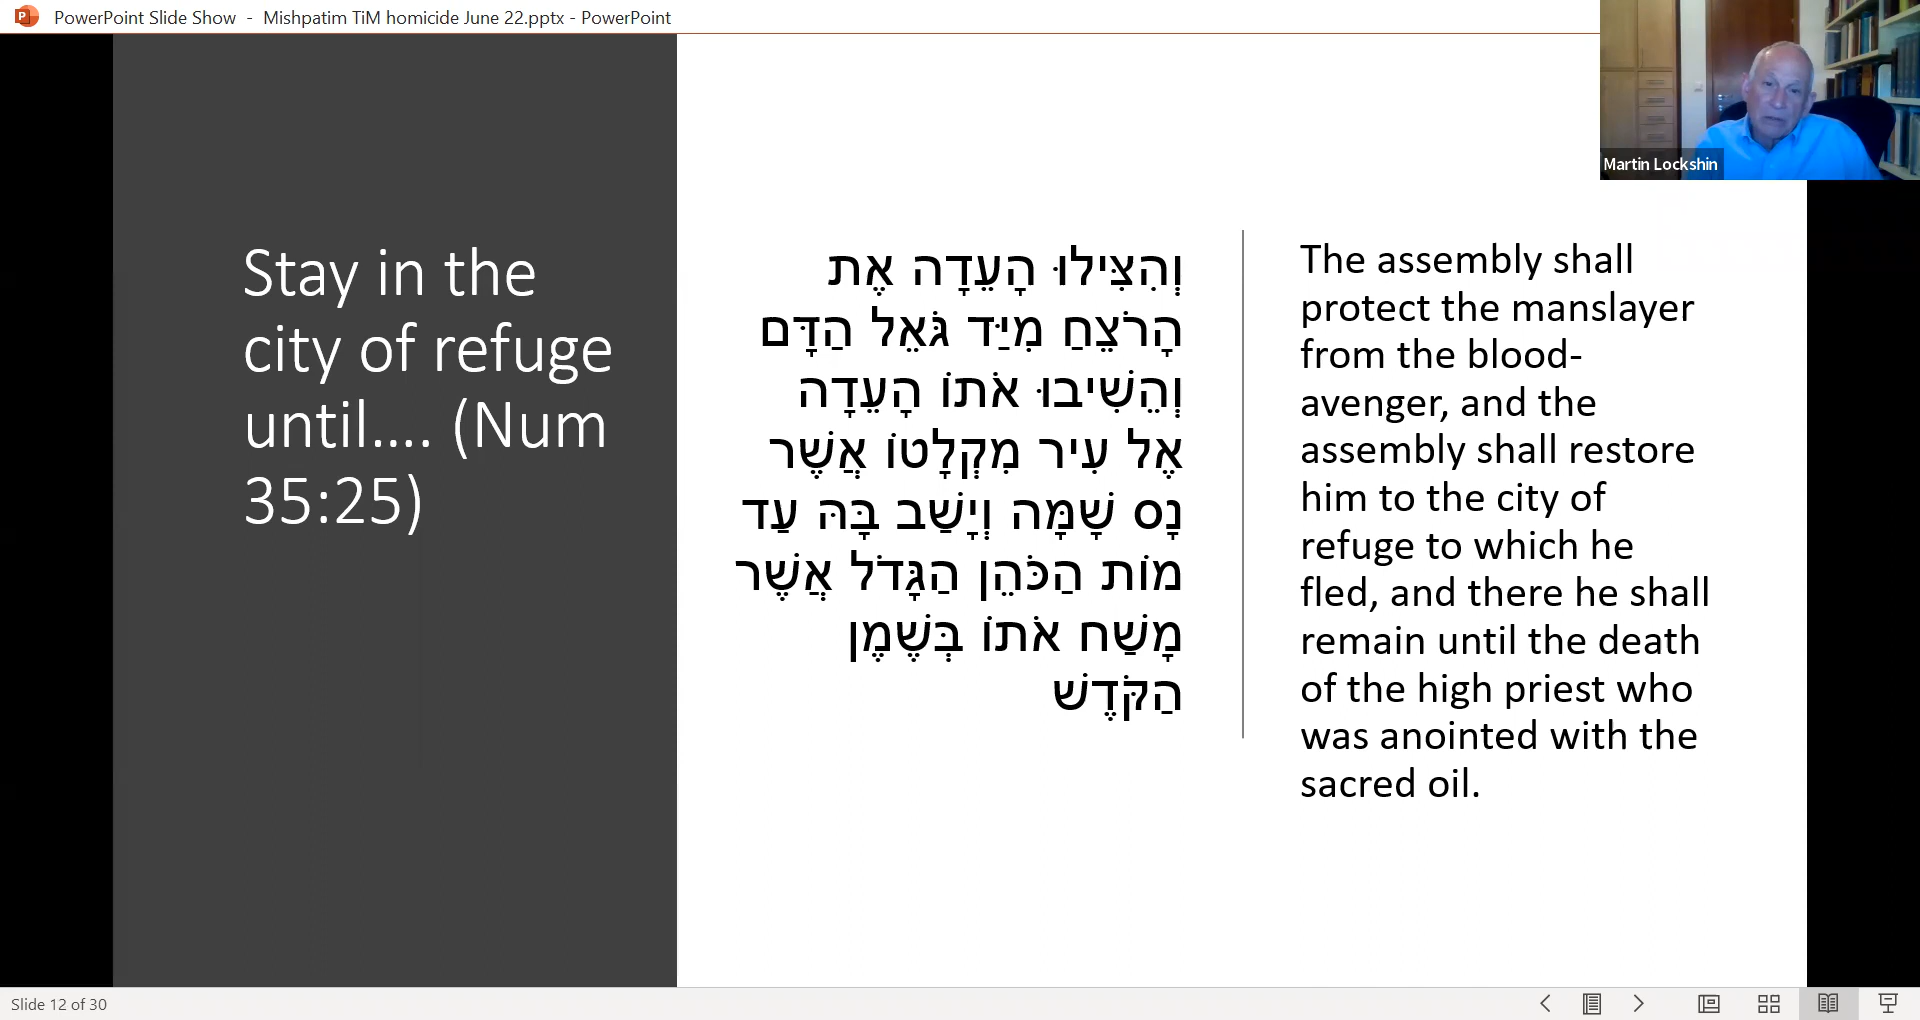 PowerPoint Slide Show - Mishpatim TiM homicide June 22.pptx - PowerPoint
Martin Lockshin
Stay in the
city of refuge
until.... (Num
35:25)
וְהִצִּילוּ הָעֵדָה אֶת
הָרֹצֵחַ מִיַּד גֹּאֵל הַדָּם
וְהֵשִׁיבוּ אֹתוֹ הָעֵדָה
אֶל עִיר מִקְלָטוֹ אֲשֶׁר
נָס שָׁמָּה וְיָשַׁב בָּהּ עַד
מוֹת הַכֹּהֵן הַגָּדֹל אֲשֶׁר
מָשַׁח אֹתוֹ בְּשֶׁמֶן
הַקֹּדֶשׁ
The assembly shall
protect the manslayer
from the blood-
avenger, and the
assembly shall restore
him to the city of
refuge to which he
fled, and there he shall
remain until the death
of the high priest who
was anointed with the
sacred oil.
Slide 12 of 30